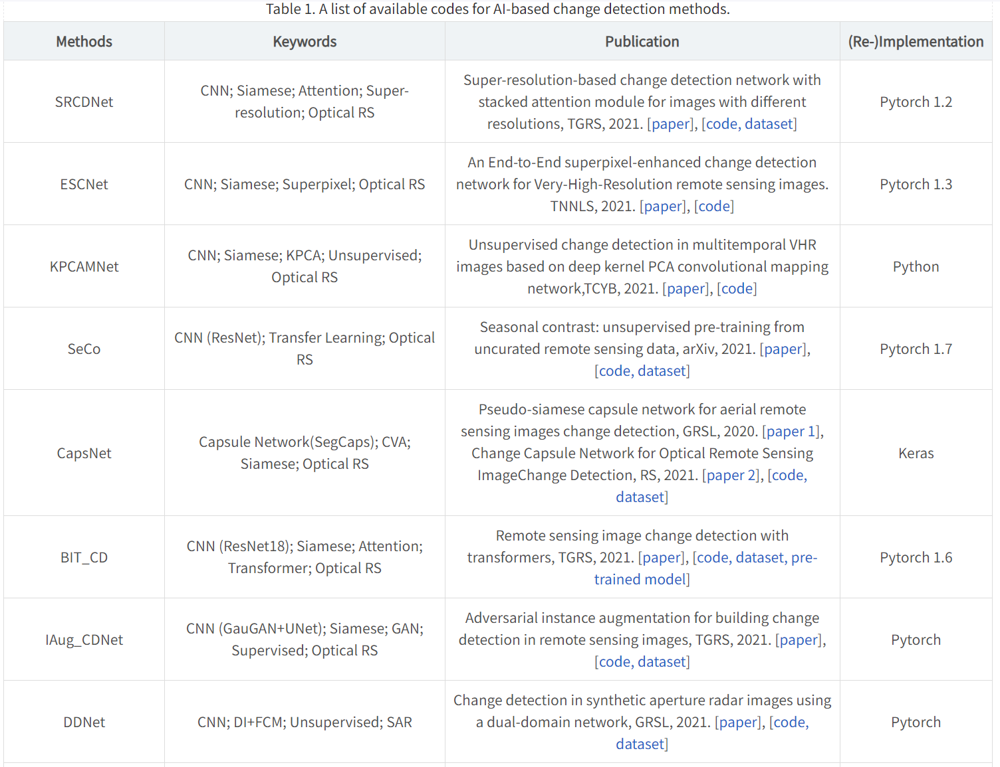 Table 1. A list of available codes for AI-based change detection methods.
Methods
Keywords
Publication
(Re-)Implementation
SRCDNet
CNN; Siamese; Attention; Super-
resolution; Optical RS
Super-resolution-based change detection network with
stacked attention module for images with different
resolutions, TGRS, 2021. [paper], [code, dataset]
Pytorch 1.2
ESCNet
CNN; Siamese; Superpixel; Optical RS
An End-to-End superpixel-enhanced change detection
network for Very-High-Resolution remote sensing images.
TNNLS, 2021. [paper], [code]
Pytorch 1.3
KPCAMNet
CNN; Siamese; KPCA; Unsupervised;
Optical RS
Unsupervised change detection in multitemporal VHR
images based on deep kernel PCA convolutional mapping
network,TCYB, 2021. [paper], [code]
Python
SeCo
CNN (ResNet); Transfer Learning; Optical
RS
Seasonal contrast: unsupervised pre-training from
uncurated remote sensing data, arXiv, 2021. [paper],
[code, dataset]
Pytorch 1.7
CapsNet
Capsule Network(SegCaps); CVA;
Siamese; Optical RS
Pseudo-siamese capsule network for aerial remote
sensing images change detection, GRSL, 2020. [paper 1],
Change Capsule Network for Optical Remote Sensing
ImageChange Detection, RS, 2021. [paper 2], [code,
dataset]
Keras
BIT_CD
CNN (ResNet18); Siamese; Attention;
Transformer; Optical RS
Remote sensing image change detection with
transformers, TGRS, 2021. [paper], [code, dataset, pre-
trained model]
Pytorch 1.6
IAug_CDNet
CNN (GauGAN+UNet); Siamese; GAN;
Supervised; Optical RS
Adversarial instance augmentation for building change
detection in remote sensing images, TGRS, 2021. [paper],
[code, dataset]
Pytorch
DDNet
CNN; DI+FCM; Unsupervised; SAR
Change detection in synthetic aperture radar images using
a dual-domain network, GRSL, 2021. [paper], [code,
dataset]
Pytorch